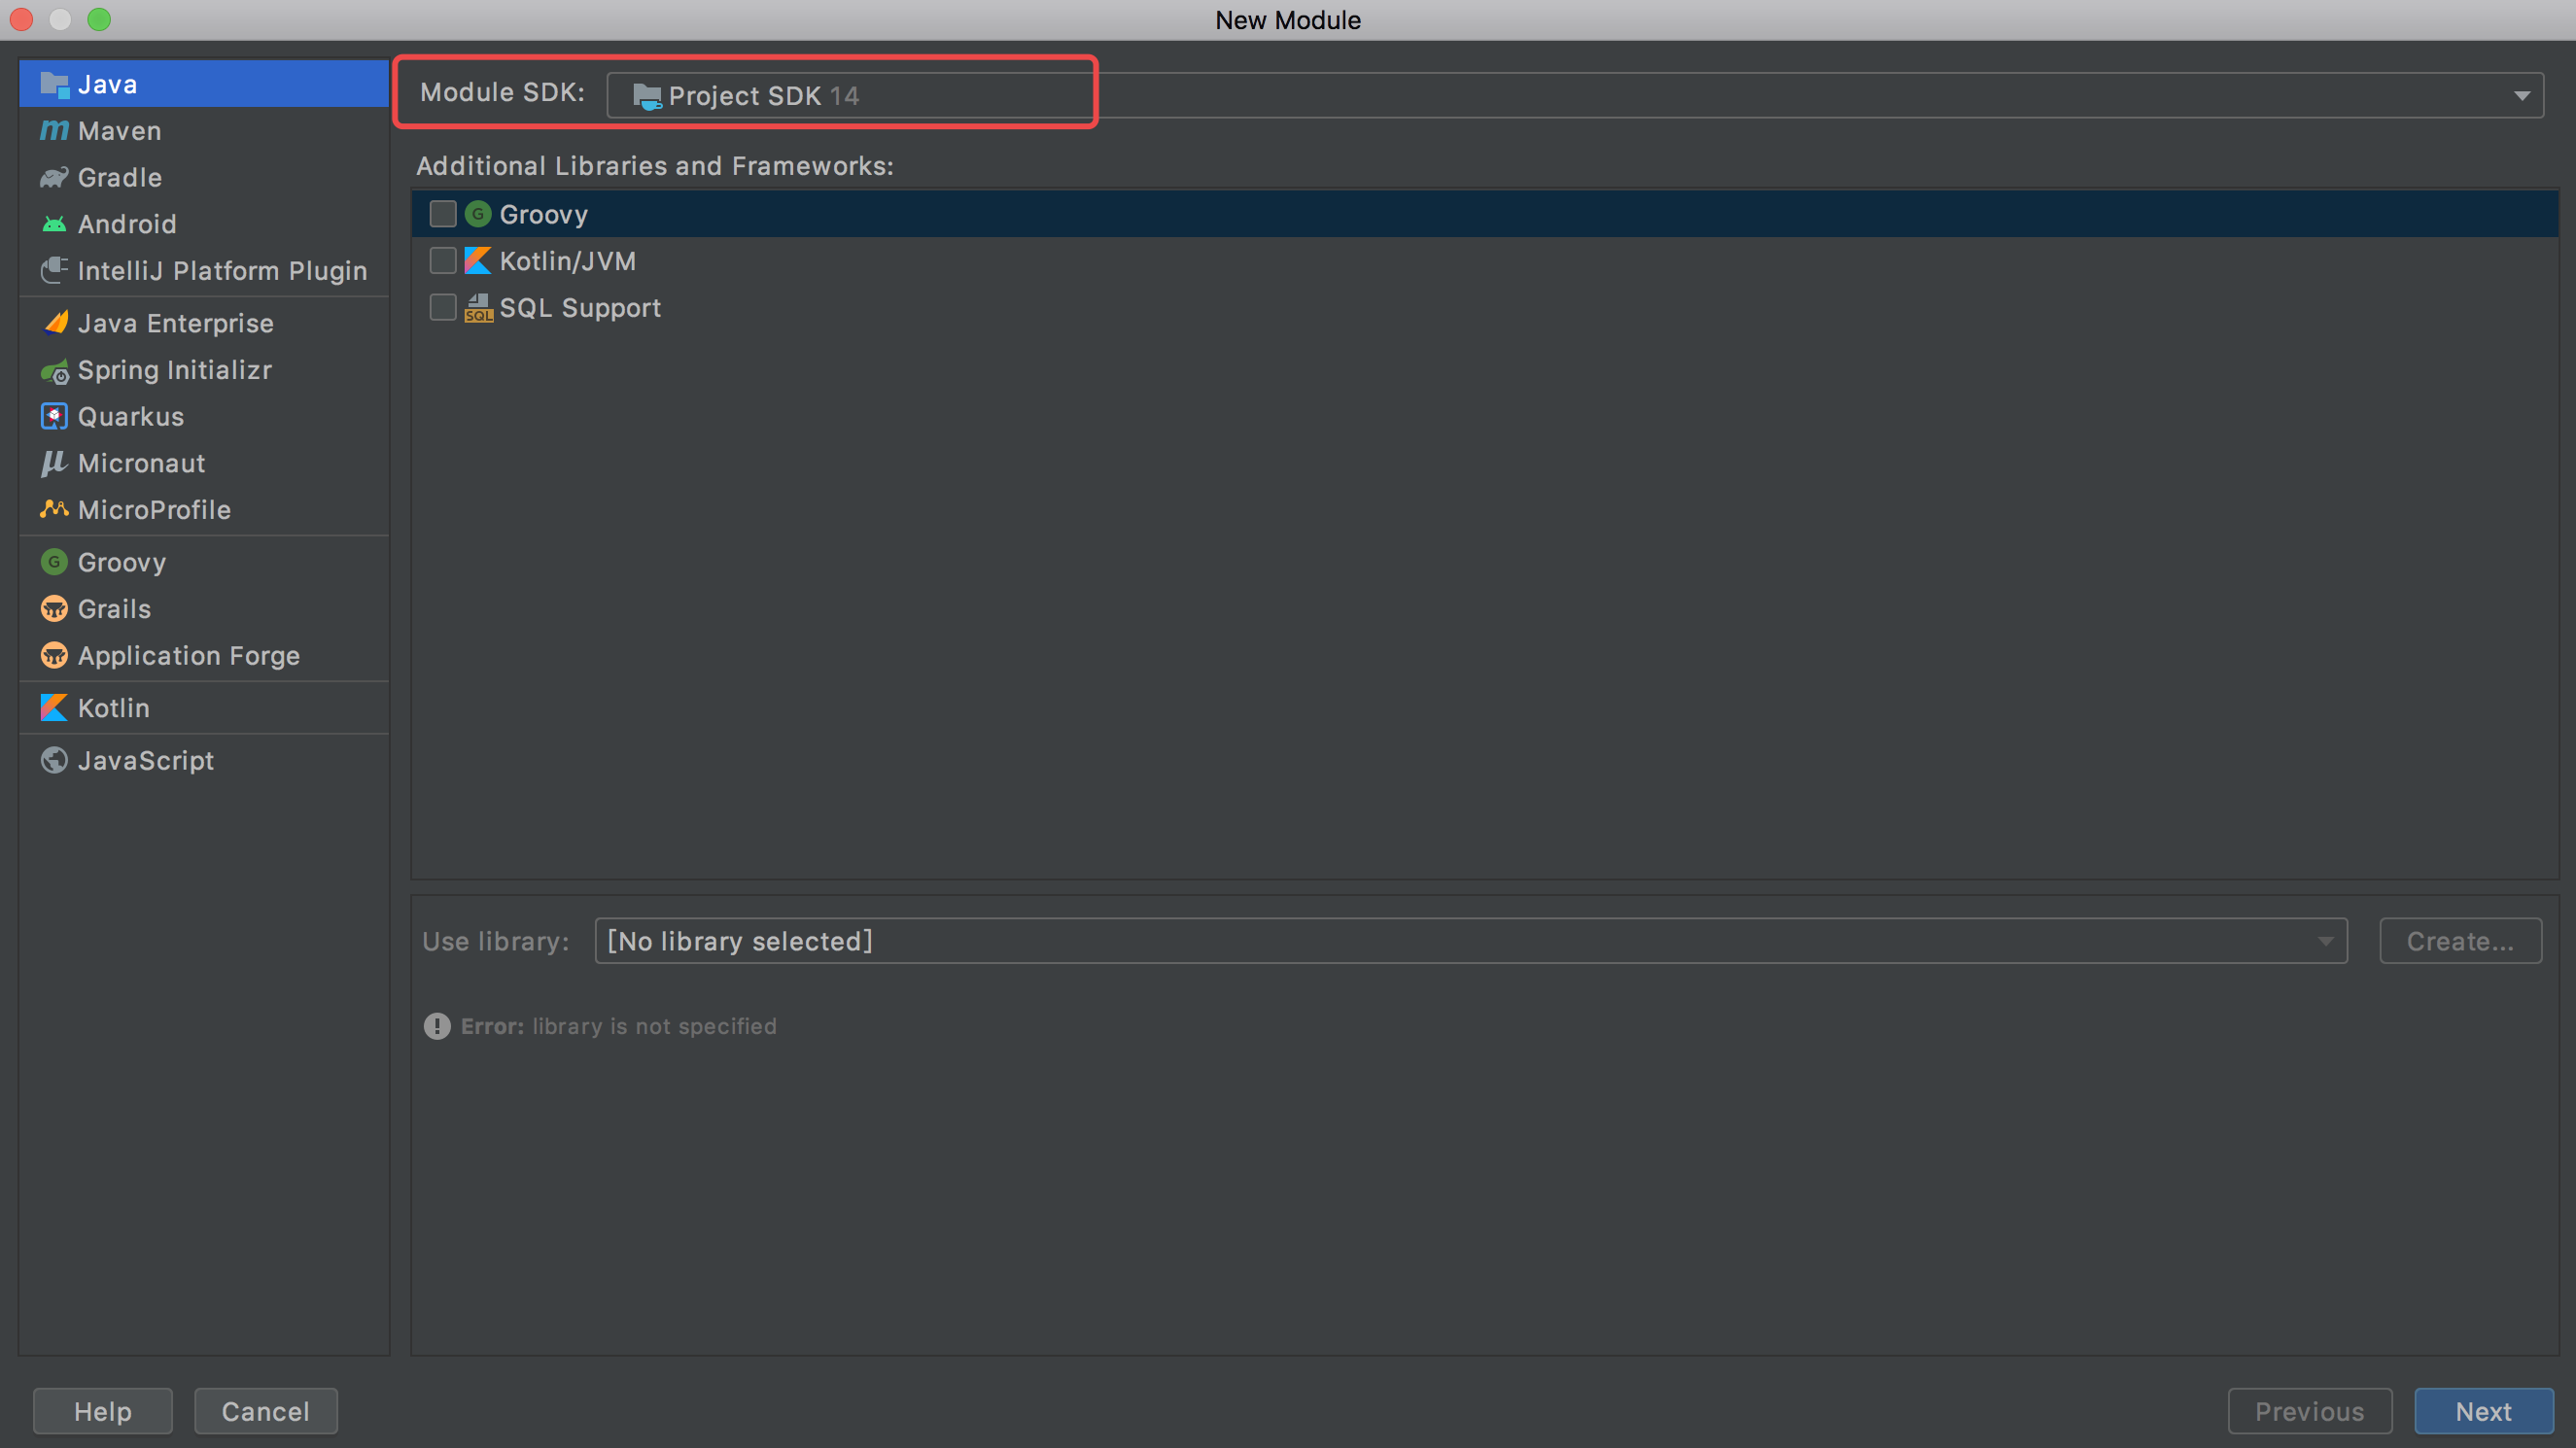 New Module
Java
Maven
Gradle
Android
IntelliJ Platform Plugin
Java Enterprise
Spring Initializr
Quarkus
Micronaut
MicroProfile
Groovy
Grails
Application Forge
Kotlin
JavaScript
Module SDK: Project SDK 14
Additional Libraries and Frameworks:
Groovy
Kotlin/JVM
SQL Support
Use library: [No library selected] Create...
Error: library is not specified
Help Cancel Previous Next